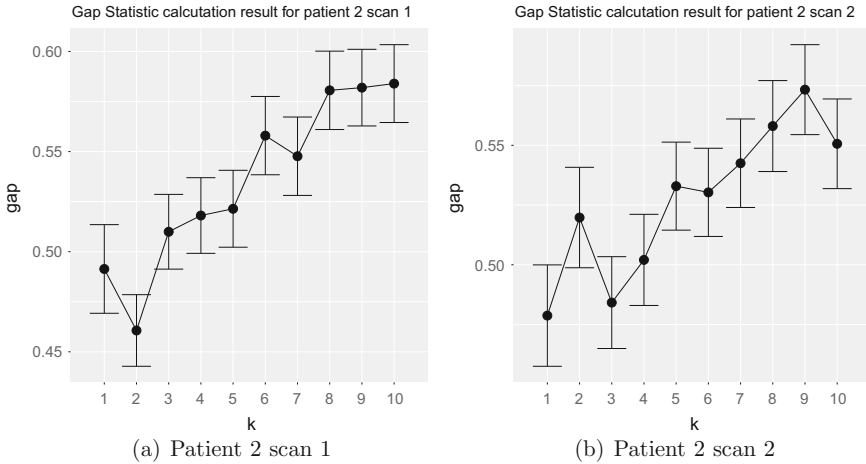 Gap Statistic calcutation result for patient 2 scan 1
0.60
0.55
0.50
0.45
gap
1 2 3 4 5 6 7 8 9 10
k
(a) Patient 2 scan 1
Gap Statistic calcutation result for patient 2 scan 2
0.55
0.50
gap
1 2 3 4 5 6 7 8 9 10
k
(b) Patient 2 scan 2